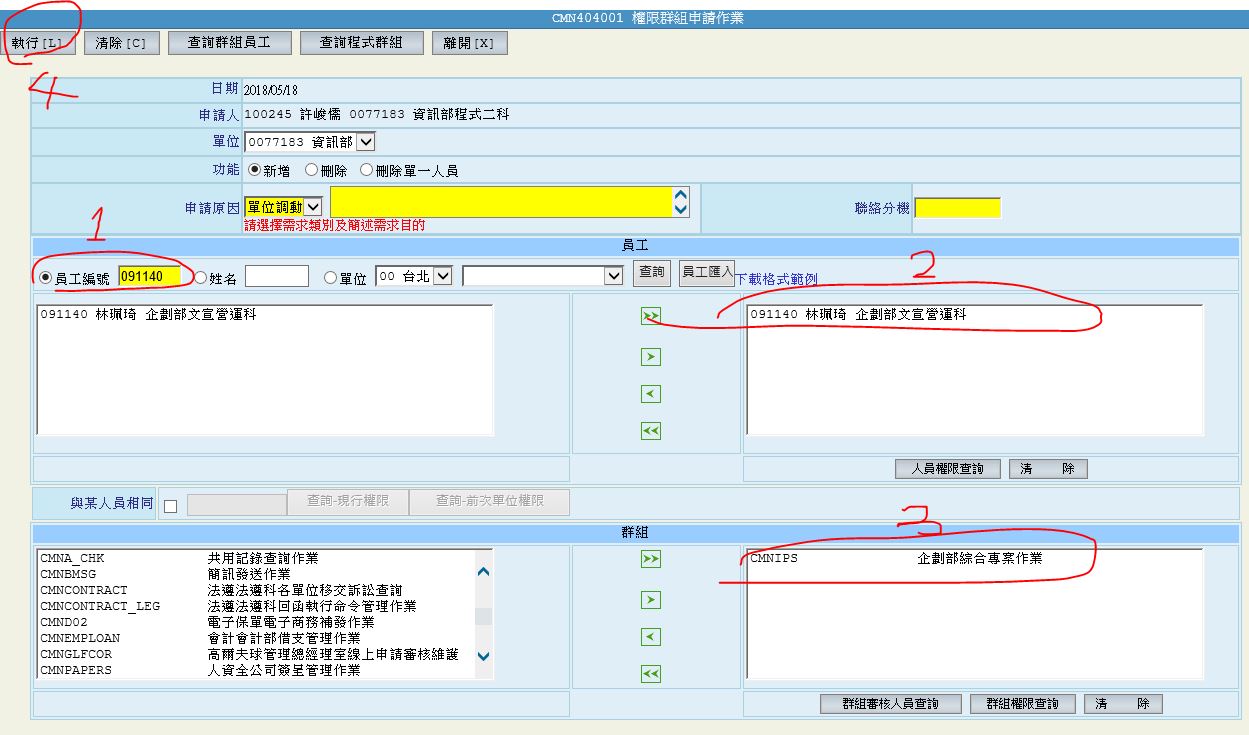 CMN404001 權限群組申請作業
執行[L] 清除[C] 查詢群組員工 查詢程式群組 離開[X]
4
日期 2018/05/18
申請人 100245 許峻儒 0077183 資訊部程式二科
單位 0077183 資訊部
功能 新增 刪除 刪除單一人員
申請原因 單位調動 聯絡分機
請選擇需求類別及簡述需求目的
1
員工
2
員工編號 091140 姓名 單位 00 台北 查詢 員工匯入 下載格式範例
091140 林珮琦 企劃部文宣營運科 >> 091140 林珮琦 企劃部文宣營運科
>
<
<<
人員權限查詢 清 除
與某人員相同 查詢-現行權限 查詢-前次單位權限
3
群組
CMNA_CHK 共用記錄查詢作業 >> CMNIPS 企劃部綜合專案作業
CMNBMSG 簡訊發送作業
CMNCONTRACT 法遵法遵科各單位移交訴訟查詢
CMNCONTRACT_LEG 法遵法遵科回函執行命令管理作業 >
CMND02 電子保單電子商務補發作業
CMNEMPLOAN 會計會計部借支管理作業 <
CMNGLFCOR 高爾夫球管理總經理室線上申請審核維護
CMNPAPERS 人資全公司簽呈管理作業 <<
群組審核人員查詢 群組權限查詢 清 除